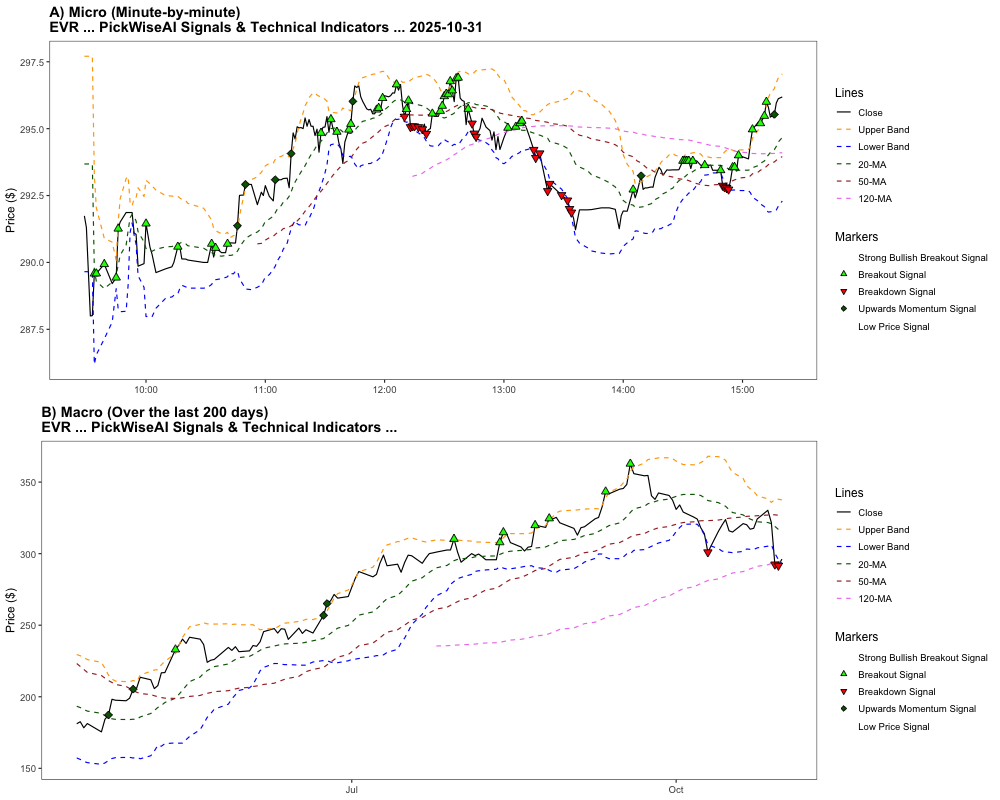 A) Micro (Minute-by-minute)
EVR ... PickWiseAI Signals & Technical Indicators ... 2025-10-31
297.5
295.0
292.5
290.0
287.5
Price ($)
10:00
11:00
12:00
13:00
14:00
15:00
Lines
Close
Upper Band
Lower Band
20-MA
50-MA
120-MA
Markers
Strong Bullish Breakout Signal
Breakout Signal
Breakdown Signal
Upwards Momentum Signal
Low Price Signal
B) Macro (Over the last 200 days)
EVR ... PickWiseAI Signals & Technical Indicators ...
350
300
250
200
150
Price ($)
Jul
Oct
Lines
Close
Upper Band
Lower Band
20-MA
50-MA
120-MA
Markers
Strong Bullish Breakout Signal
Breakout Signal
Breakdown Signal
Upwards Momentum Signal
Low Price Signal